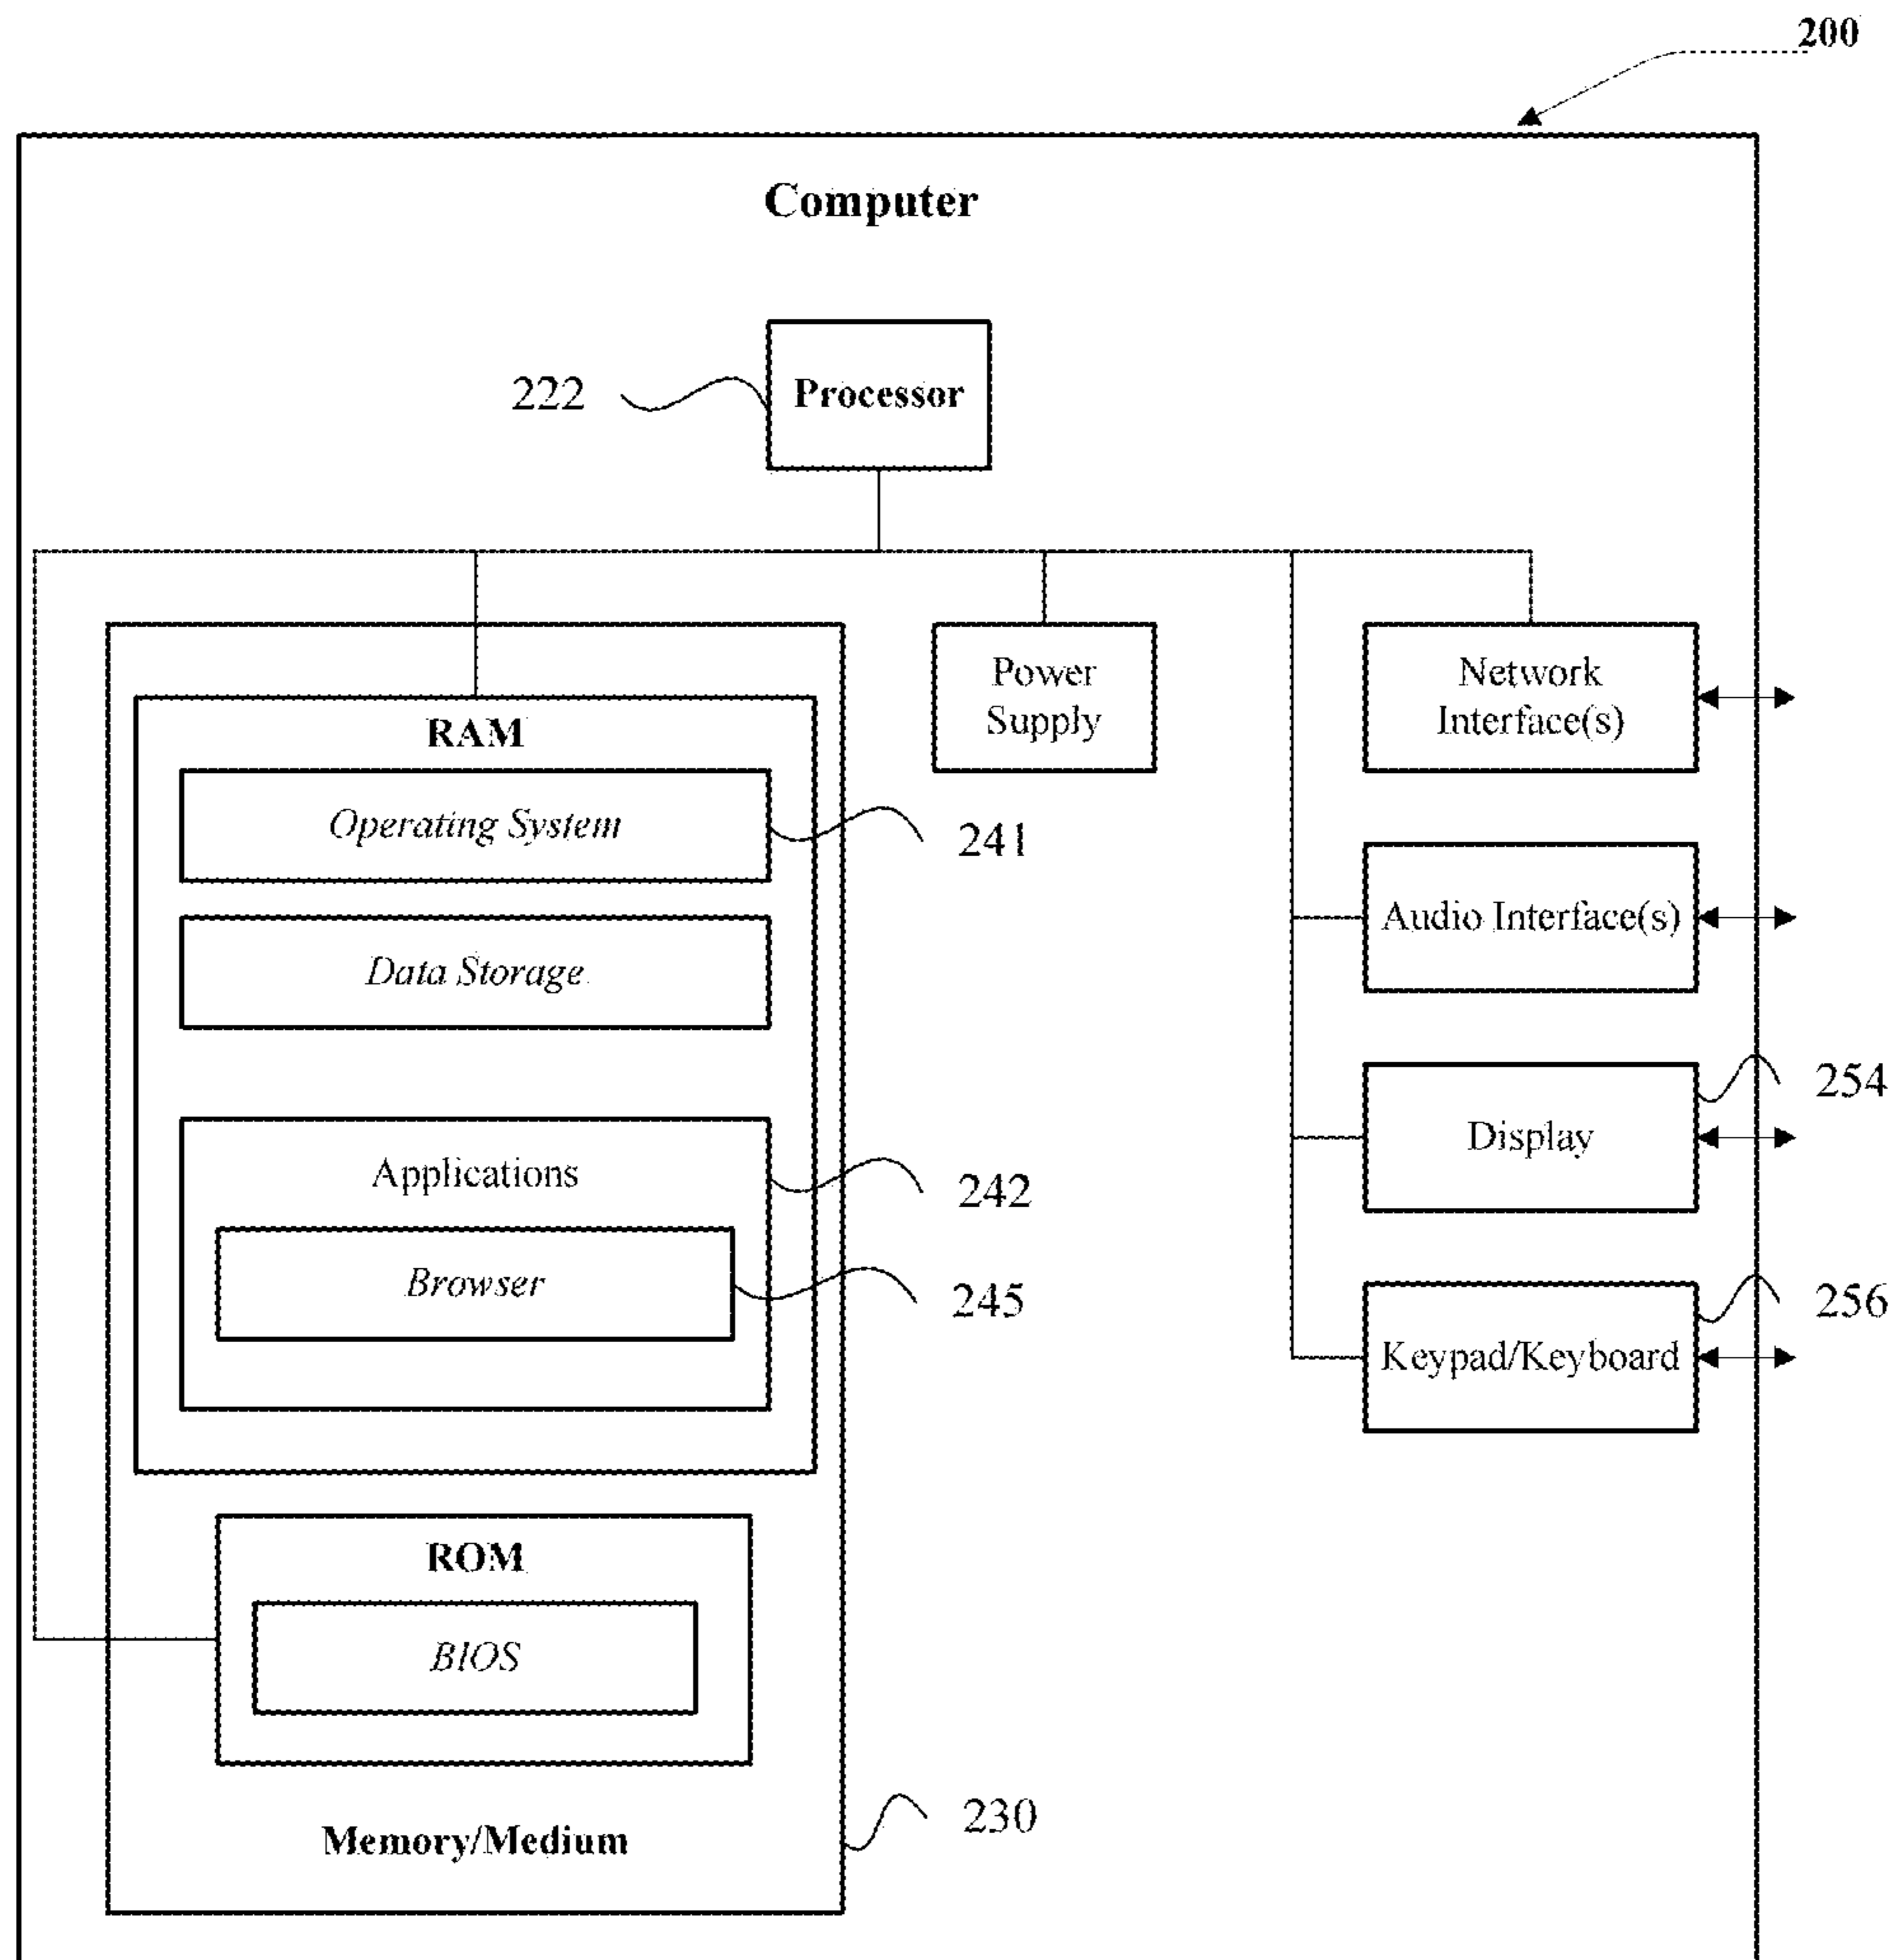 200
Computer
222
Processor
Power
Supply
Network
Interface(s)
RAM
Operating System
241
Data Storage
Audio Interface(s)
254
Display
Applications
242
Browser
245
256
Keypad/Keyboard
ROM
BIOS
230
Memory/Medium